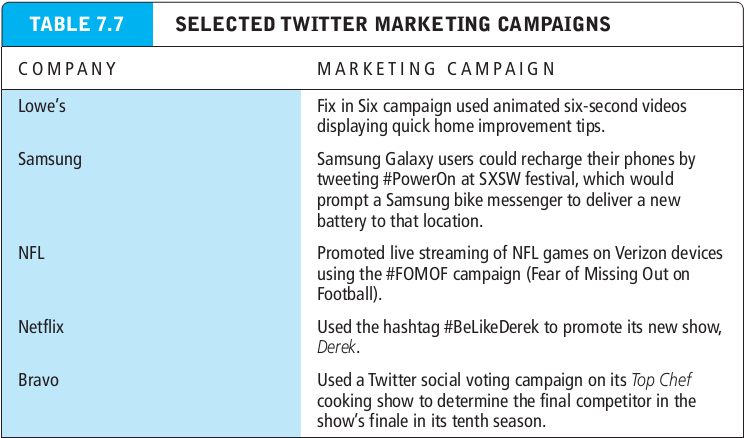 TABLE 7.7 SELECTED TWITTER MARKETING CAMPAIGNS
COMPANY MARKETING CAMPAIGN
Lowe's Fix in Six campaign used animated six-second videos
displaying quick home improvement tips.
Samsung Samsung Galaxy users could recharge their phones by
tweeting #PowerOn at SXSW festival, which would
prompt a Samsung bike messenger to deliver a new
battery to that location.
NFL Promoted live streaming of NFL games on Verizon devices
using the #FOMOF campaign (Fear of Missing Out on
Football).
Netflix Used the hashtag #BeLikeDerek to promote its new show,
Derek.
Bravo Used a Twitter social voting campaign on its Top Chef
cooking show to determine the final competitor in the
show's finale in its tenth season.